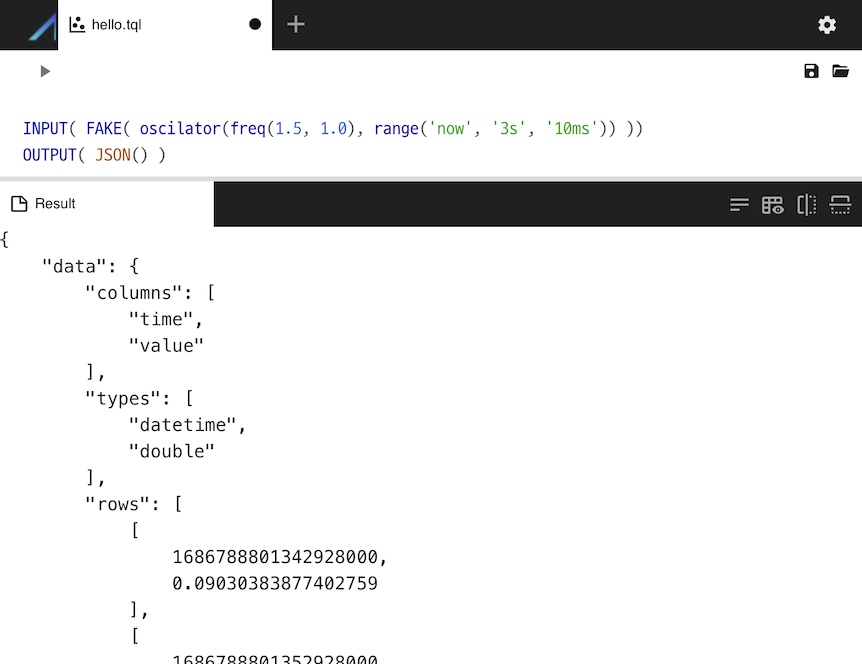 hello.tql
INPUT( FAKE( oscilator(freq(1.5, 1.0), range('now', '3s', '10ms')) ))
OUTPUT( JSON() )
Result
{
"data": {
"columns": [
"time",
"value"
],
"types": [
"datetime",
"double"
],
"rows": [
[
1686788801342928000,
0.09030383877402759
],
[
1686788801352928000